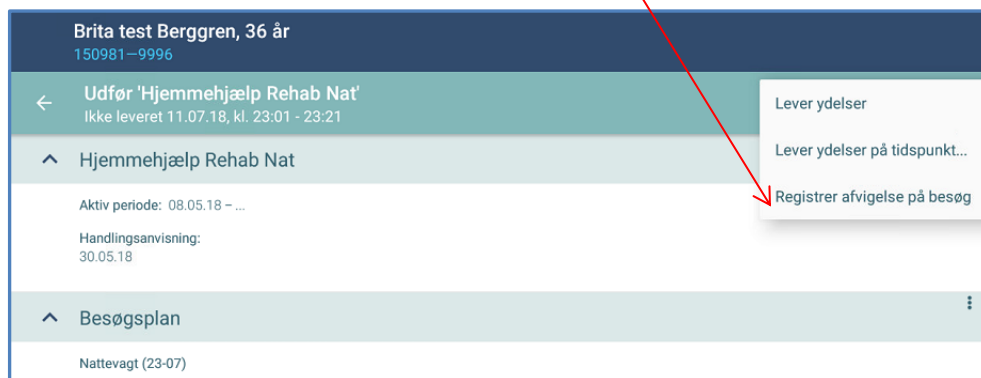 Brita test Berggren, 36 år
150981–9996
Udfør 'Hjemmehjælp Rehab Nat'
Ikke leveret 11.07.18, kl. 23:01 - 23:21
Lever ydelser
Lever ydelser på tidspunkt...
Registrer afvigelse på besøg
Hjemmehjælp Rehab Nat
Aktiv periode: 08.05.18 – ...
Handlingsanvisning:
30.05.18
Besøgsplan
Nattevagt (23-07)